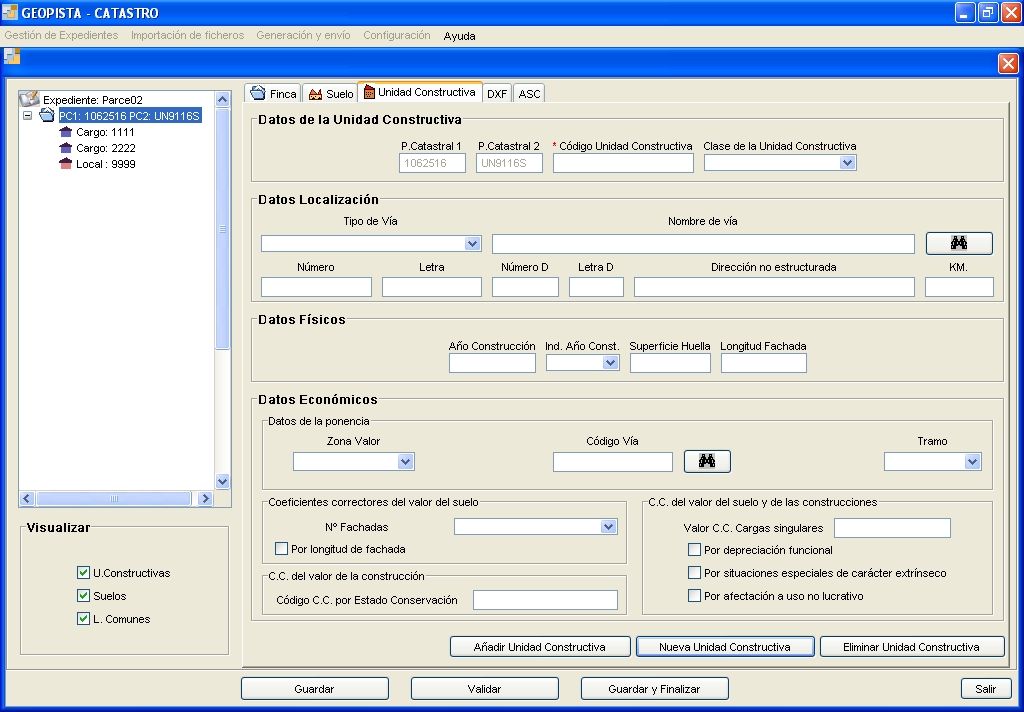 GEOPISTA - CATASTRO
Gestión de Expedientes Importación de ficheros Generación y envío Configuración Ayuda
Expediente: Parce02
PC1: 1062516 PC2: UN9116S
Cargo: 1111
Cargo: 2222
Local : 9999
Visualizar
U.Constructivas
Suelos
L. Comunes
Finca Suelo Unidad Constructiva DXF ASC
Datos de la Unidad Constructiva
P.Catastral 1 P.Catastral 2 * Código Unidad Constructiva Clase de la Unidad Constructiva
1062516 UN9116S
Datos Localización
Tipo de Vía Nombre de vía
Número Letra Número D Letra D Dirección no estructurada KM.
Datos Físicos
Año Construcción Ind. Año Const. Superficie Huella Longitud Fachada
Datos Económicos
Datos de la ponencia
Zona Valor Código Vía Tramo
Coeficientes correctores del valor del suelo
Nº Fachadas
Por longitud de fachada
C.C. del valor de la construcción
Código C.C. por Estado Conservación
C.C. del valor del suelo y de las construcciones
Valor C.C. Cargas singulares
Por depreciación funcional
Por situaciones especiales de carácter extrínseco
Por afectación a uso no lucrativo
Añadir Unidad Constructiva Nueva Unidad Constructiva Eliminar Unidad Constructiva
Guardar Validar Guardar y Finalizar Salir